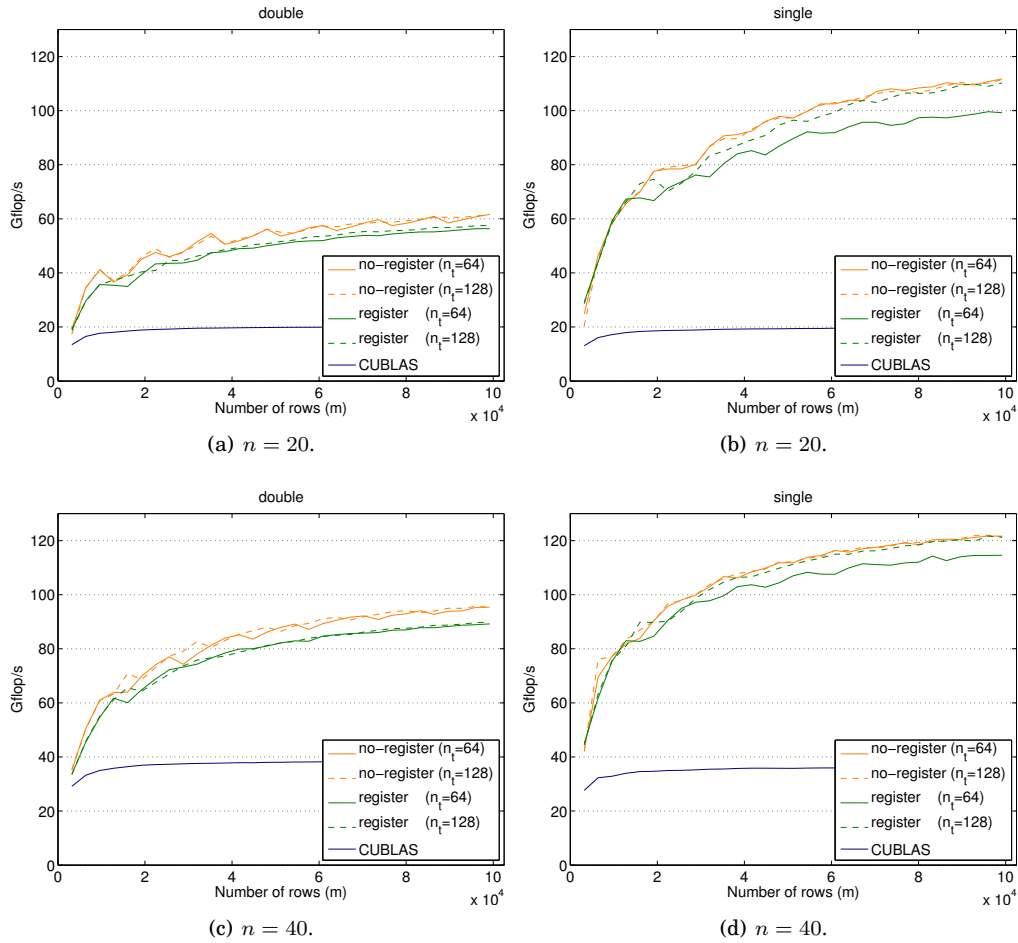 double
120
100
80
60
40
20
0
Gflop/s
0 2 4 6 8 10
x 10^4
Number of rows (m)
no−register (n_t=64)
no−register (n_t=128)
register (n_t=64)
register (n_t=128)
CUBLAS
(a) n = 20.
single
120
100
80
60
40
20
0
Gflop/s
0 2 4 6 8 10
x 10^4
Number of rows (m)
no−register (n_t=64)
no−register (n_t=128)
register (n_t=64)
register (n_t=128)
CUBLAS
(b) n = 20.
double
120
100
80
60
40
20
0
Gflop/s
0 2 4 6 8 10
x 10^4
Number of rows (m)
no−register (n_t=64)
no−register (n_t=128)
register (n_t=64)
register (n_t=128)
CUBLAS
(c) n = 40.
single
120
100
80
60
40
20
0
Gflop/s
0 2 4 6 8 10
x 10^4
Number of rows (m)
no−register (n_t=64)
no−register (n_t=128)
register (n_t=64)
register (n_t=128)
CUBLAS
(d) n = 40.